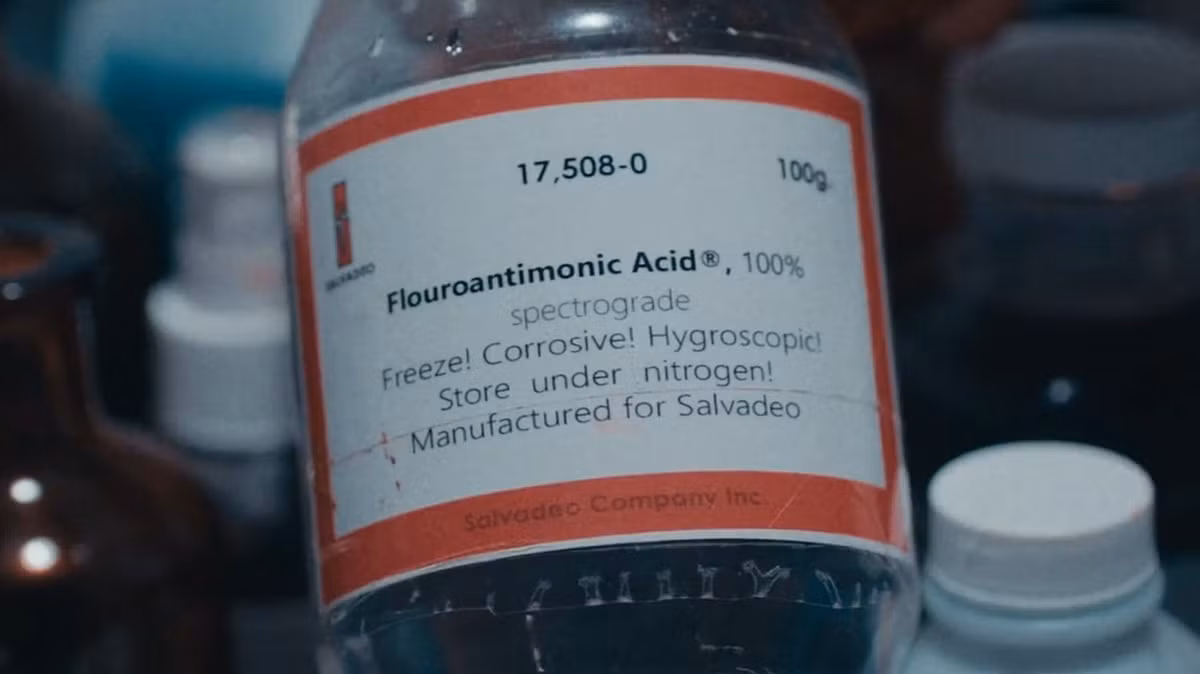 17,508-0
100g
SALVADEO
Flouroantimonic Acid®, 100%
spectrograde
Freeze! Corrosive! Hygroscopic!
Store under nitrogen!
Manufactured for Salvadeo
Salvadeo Company Inc.